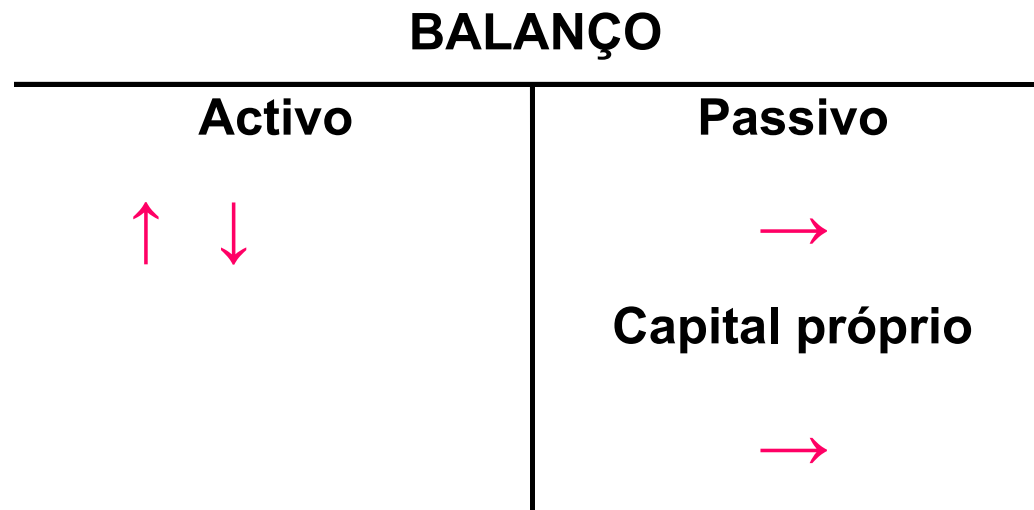 BALANÇO
Activo
↑ ↓
Passivo
→
Capital próprio
→